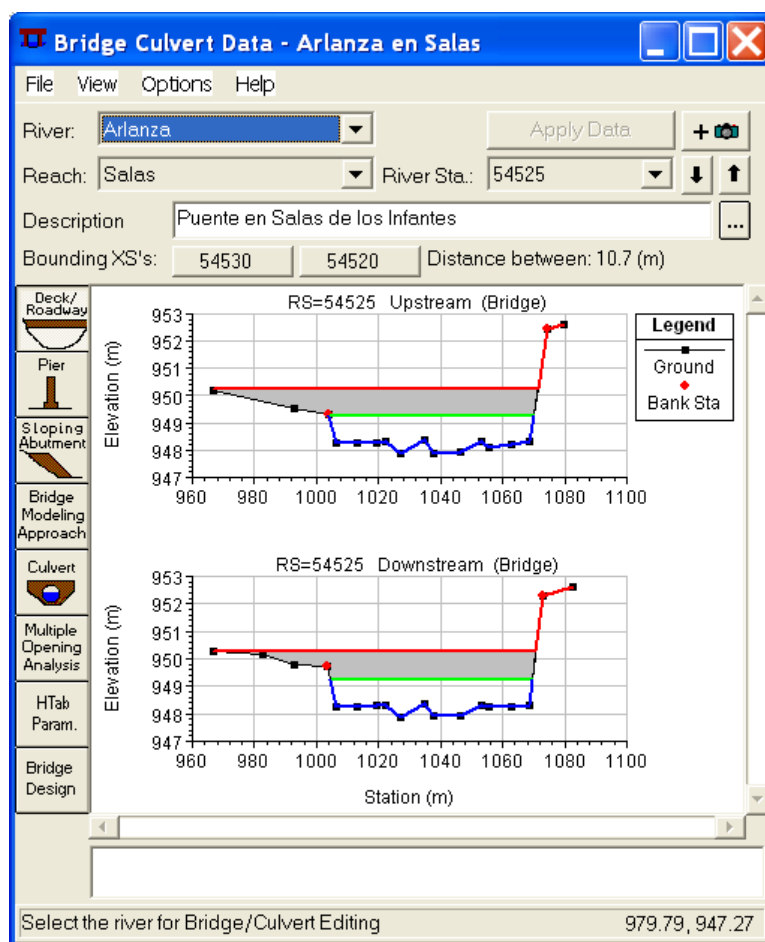 Bridge Culvert Data - Arlanza en Salas
File View Options Help
River: Arlanza Apply Data +
Reach: Salas River Sta.: 54525
Description Puente en Salas de los Infantes ...
Bounding XS's: 54530 54520 Distance between: 10.7 (m)
Deck/
Roadway
Pier
Sloping
Abutment
Bridge
Modeling
Approach
Culvert
Multiple
Opening
Analysis
HTab
Param.
Bridge
Design
RS=54525 Upstream (Bridge)
Elevation (m)
953
952
951
950
949
948
947
960 980 1000 1020 1040 1060 1080 1100
Legend
Ground
Bank Sta
RS=54525 Downstream (Bridge)
Elevation (m)
953
952
951
950
949
948
947
960 980 1000 1020 1040 1060 1080 1100
Station (m)
Select the river for Bridge/Culvert Editing 979.79, 947.27